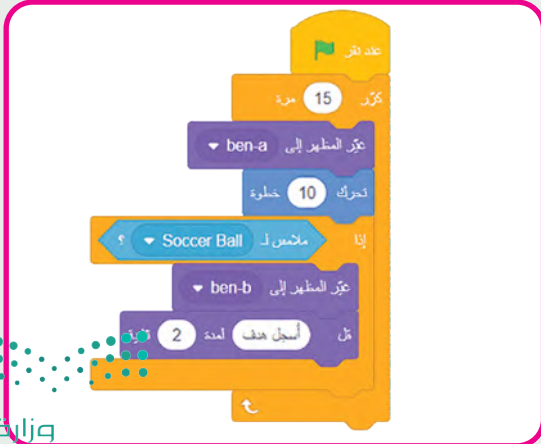 عند نقر
كرّر 15 مرة
غيّر المظهر إلى ben-a
تحرك 10 خطوة
إذا ملامس لـ Soccer Ball ؟
غيّر المظهر إلى ben-b
قل أسجل هدف لمدة 2 ثانية